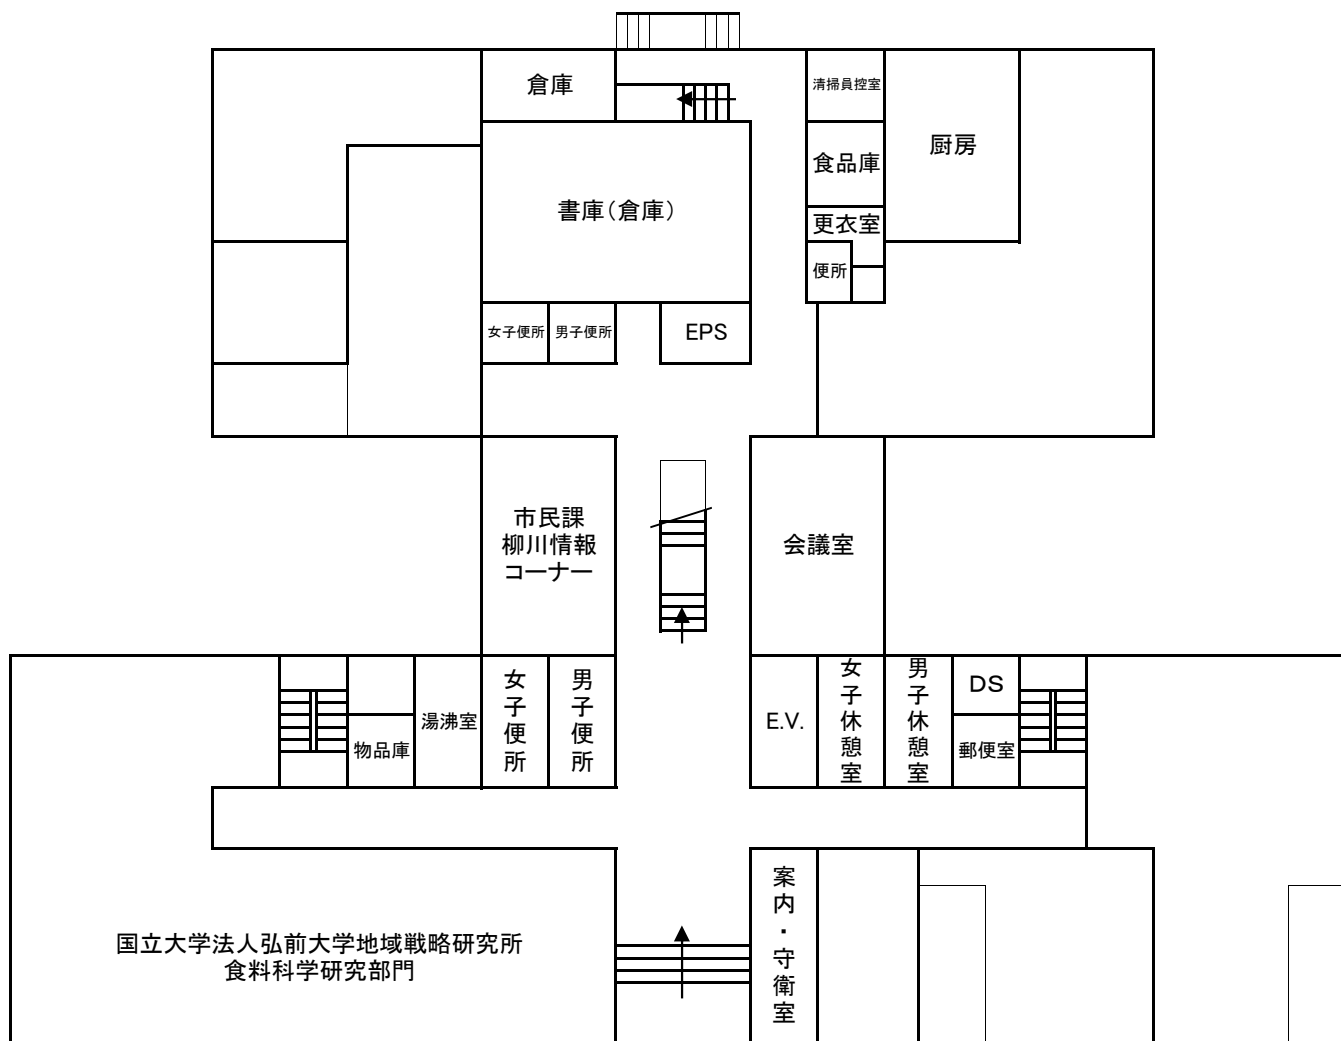 倉庫
清掃員控室
厨房
食品庫
書庫（倉庫）
更衣室
便所
女子便所
男子便所
EPS
市民課
柳川情報
コーナー
会議室
物品庫
湯沸室
女子便所
男子便所
E.V.
女子休憩室
男子休憩室
DS
郵便室
案内・守衛室
国立大学法人弘前大学地域戦略研究所
食料科学研究部門